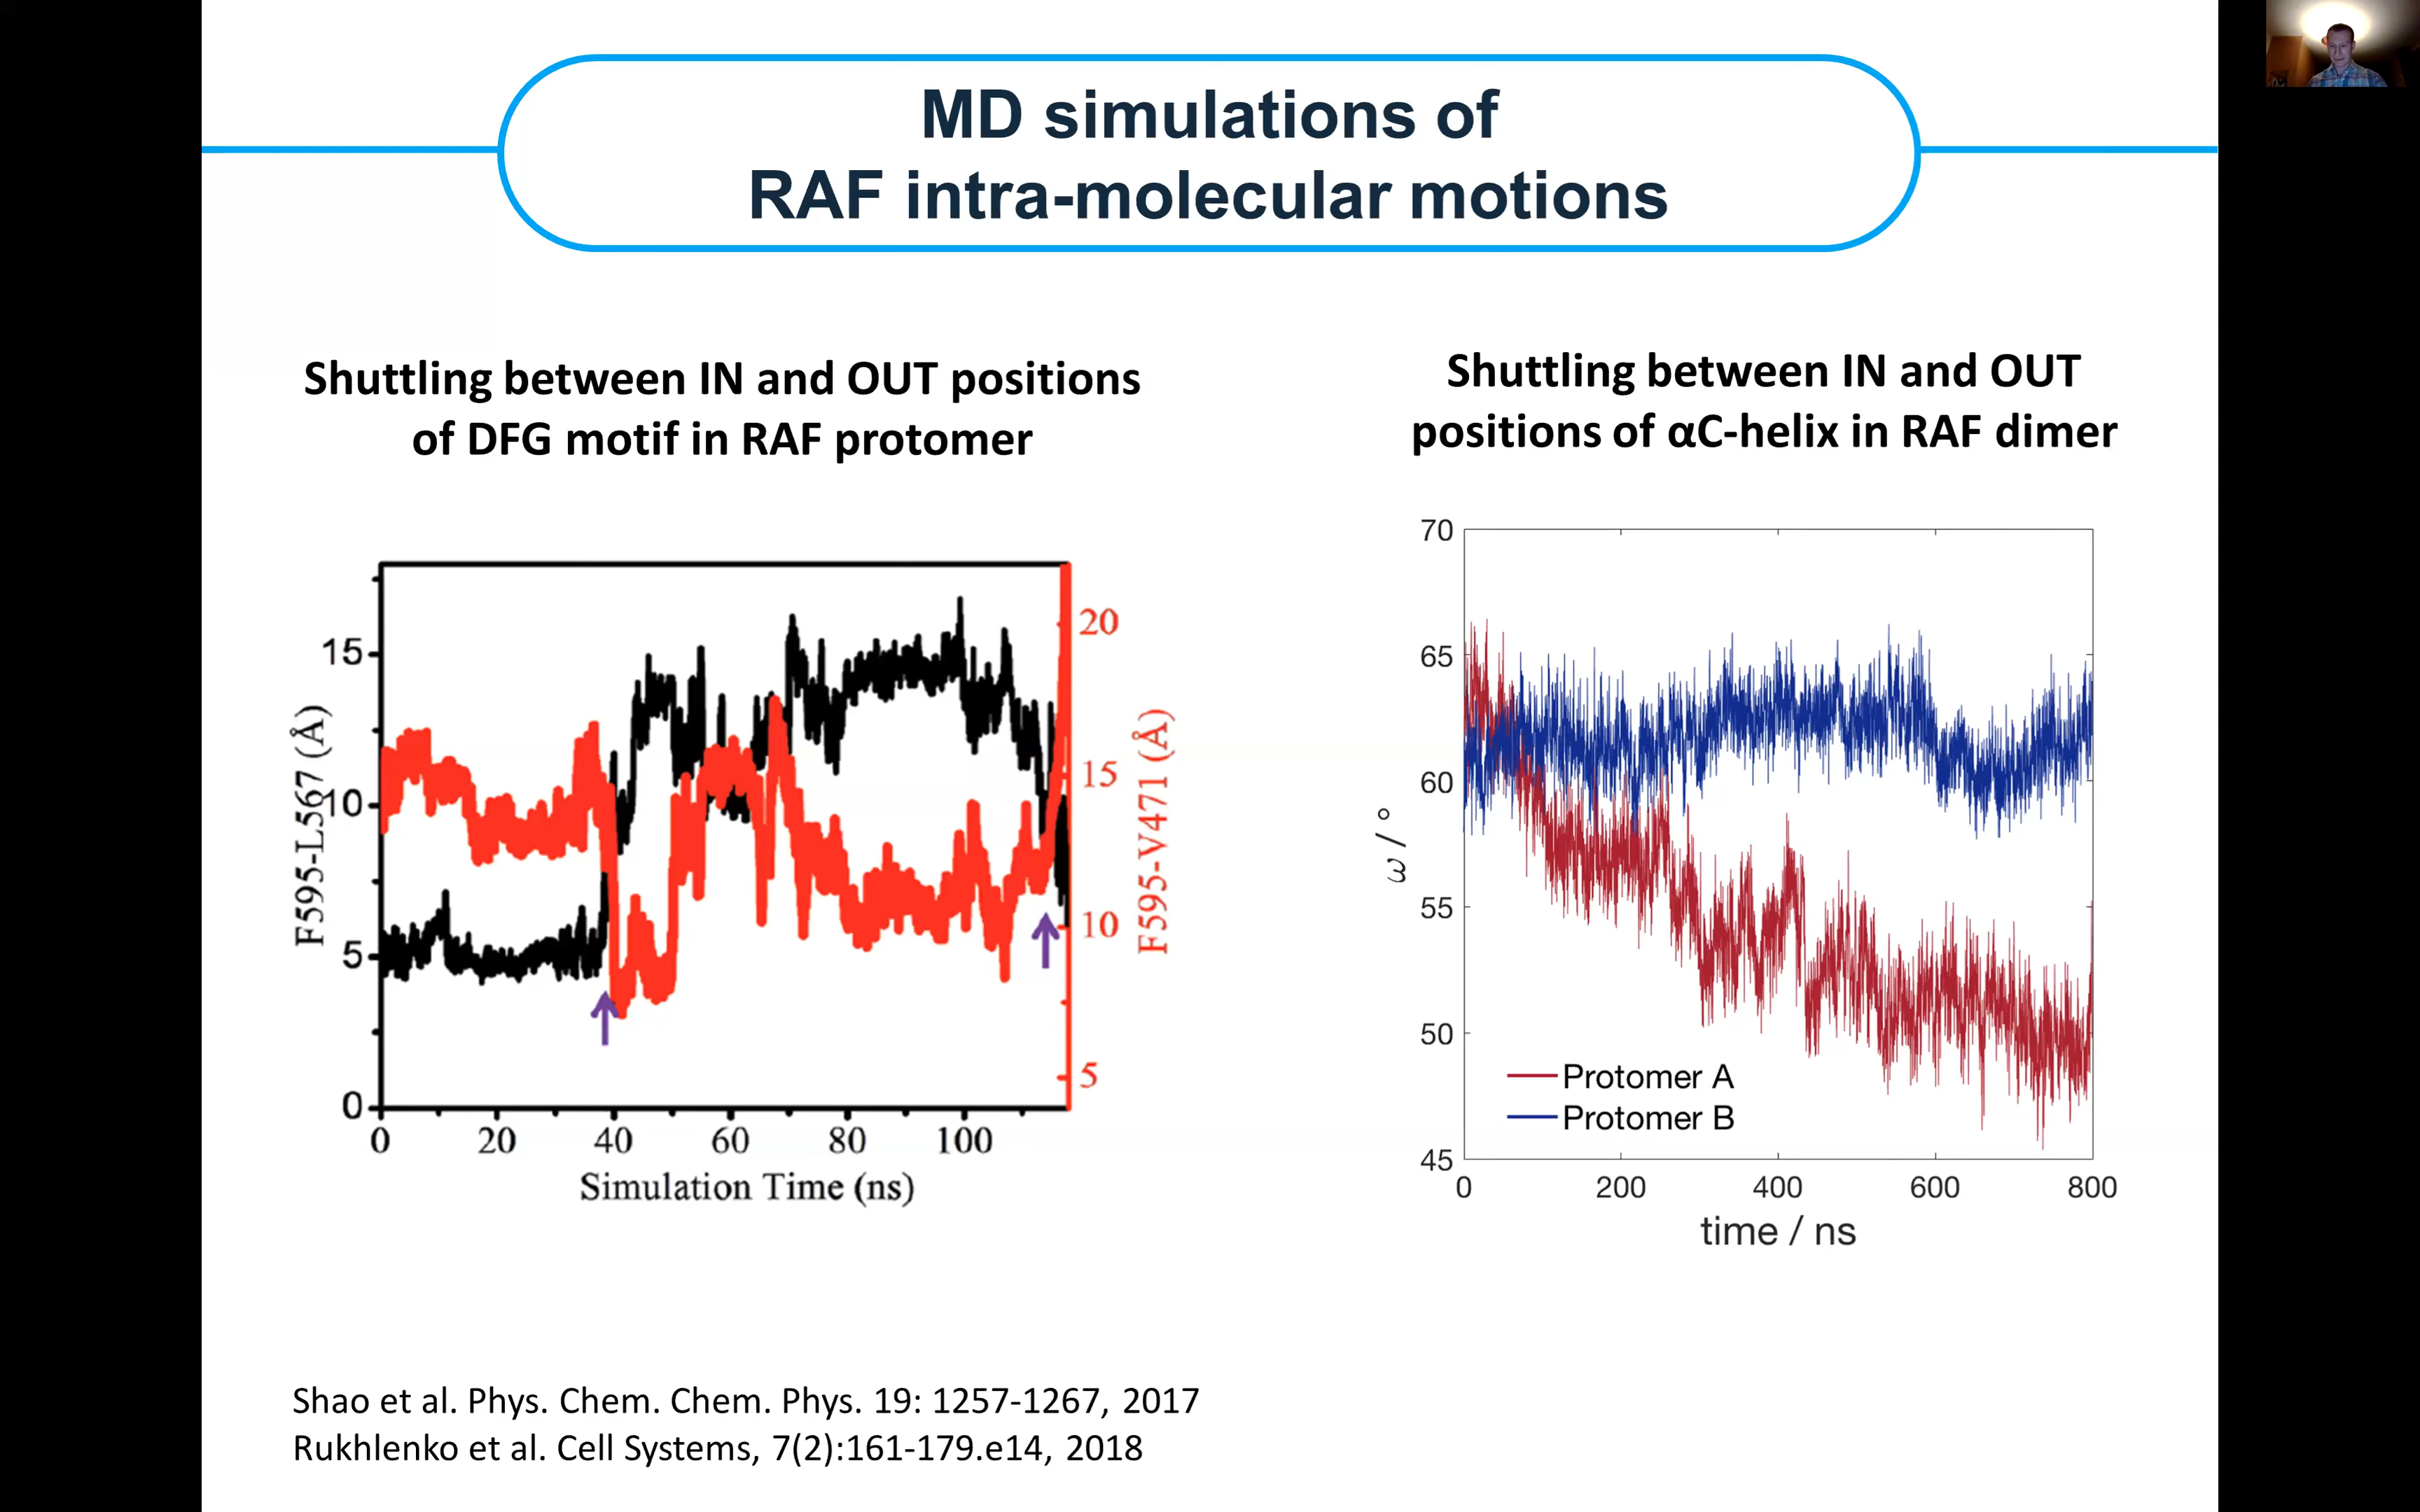 MD simulations of
RAF intra-molecular motions
Shuttling between IN and OUT positions
of DFG motif in RAF protomer
15
10
5
0
F595-L567 (Å)
20
15
10
5
F595-V471 (Å)
0 20 40 60 80 100
Simulation Time (ns)
Shuttling between IN and OUT
positions of αC-helix in RAF dimer
70
65
60
55
50
45
ω / °
Protomer A
Protomer B
0 200 400 600 800
time / ns
Shao et al. Phys. Chem. Chem. Phys. 19: 1257-1267, 2017
Rukhlenko et al. Cell Systems, 7(2):161-179.e14, 2018